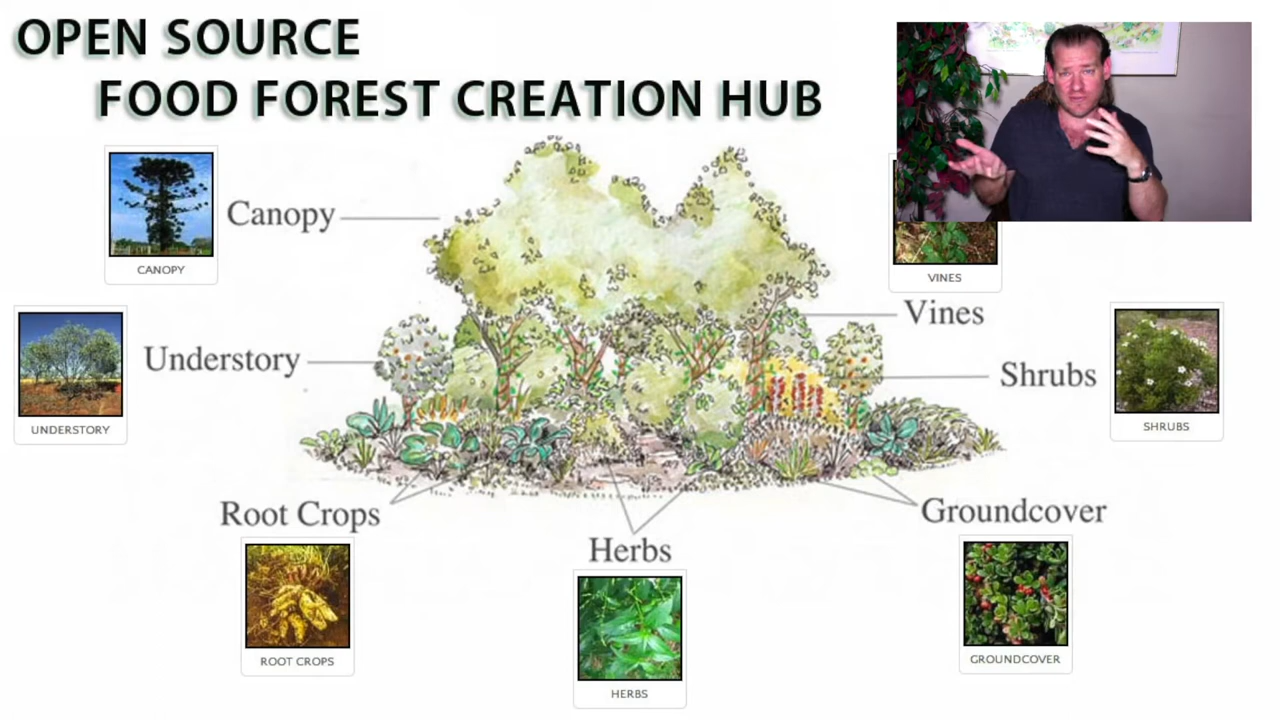 OPEN SOURCE
FOOD FOREST CREATION HUB
CANOPY
Canopy
VINES
Vines
UNDERSTORY
Understory
Shrubs
SHRUBS
Root Crops
Groundcover
Herbs
ROOT CROPS
GROUNDCOVER
HERBS